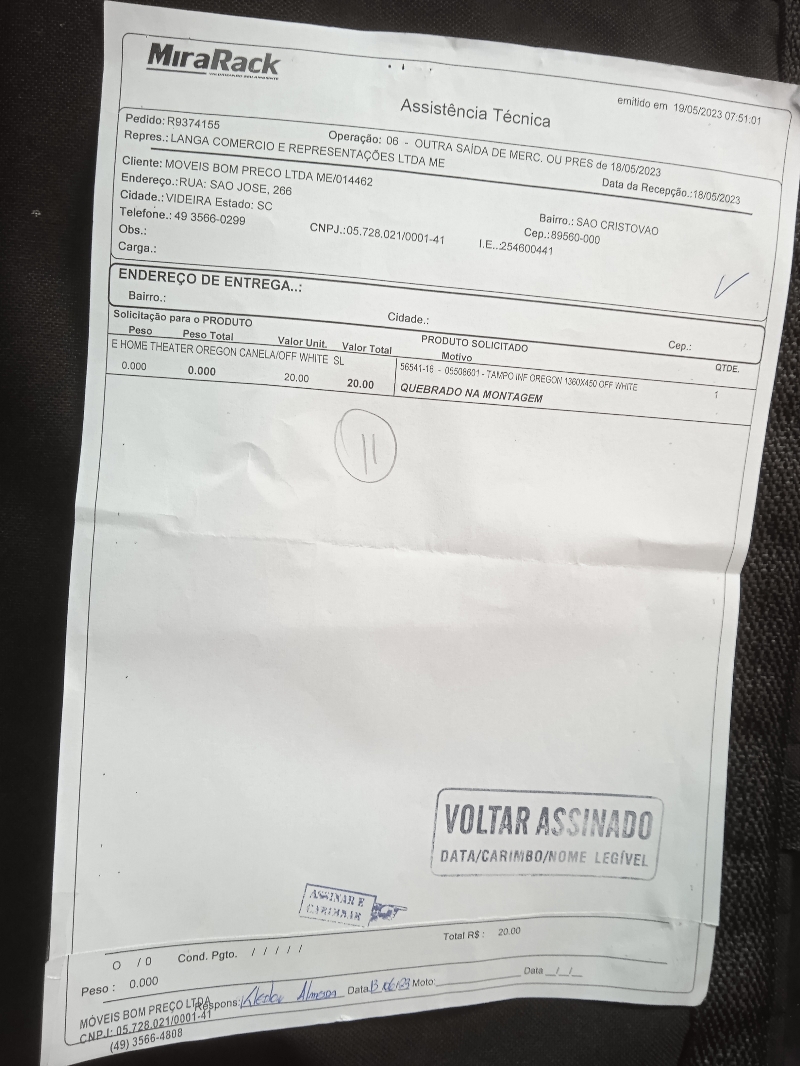 MiraRack
Assistência Técnica
emitido em 19/05/2023 07:51:01
Pedido: R9374155
Operação: 06 - OUTRA SAÍDA DE MERC. OU PRES de 18/05/2023
Repres.: LANGA COMERCIO E REPRESENTAÇÕES LTDA ME
Data da Recepção.:18/05/2023
Cliente: MOVEIS BOM PRECO LTDA ME/014462
Endereço.:RUA: SAO JOSE, 266
Bairro.: SAO CRISTOVAO
Cidade.: VIDEIRA Estado: SC
Cep.:89560-000
Telefone.: 49 3566-0299
CNPJ.:05.728.021/0001-41
I.E..:254600441
Obs.:
Carga.:
ENDEREÇO DE ENTREGA..:
Bairro.:
Cidade.:
Cep.:
Solicitação para o PRODUTO
PRODUTO SOLICITADO
Peso Peso Total Valor Unit. Valor Total
Motivo
QTDE.
E HOME THEATER OREGON CANELA/OFF WHITE SL
56541-16 - 09508601 - TAMPO INF OREGON 1360X450 OFF WHITE
1
0.000 0.000 20.00 20.00
QUEBRADO NA MONTAGEM
11
VOLTAR ASSINADO
DATA/CARIMBO/NOME LEGÍVEL
ASSINAR E
CARIMBAR
O / 0 Cond. Pgto. / / / / /
Total R$ : 20.00
Peso : 0.000
Respons: Almeida Data Moto: Data __/__/__
MÓVEIS BOM PREÇO LTDA
CNPJ: 05.728.021/0001-41
(49) 3566-4808